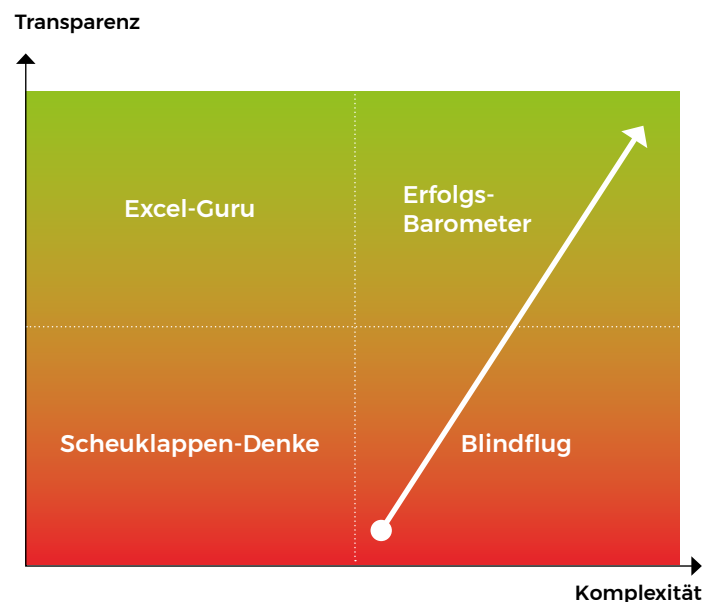 Transparenz
Excel-Guru
Erfolgs-
Barometer
Scheuklappen-Denke
Blindflug
Komplexität